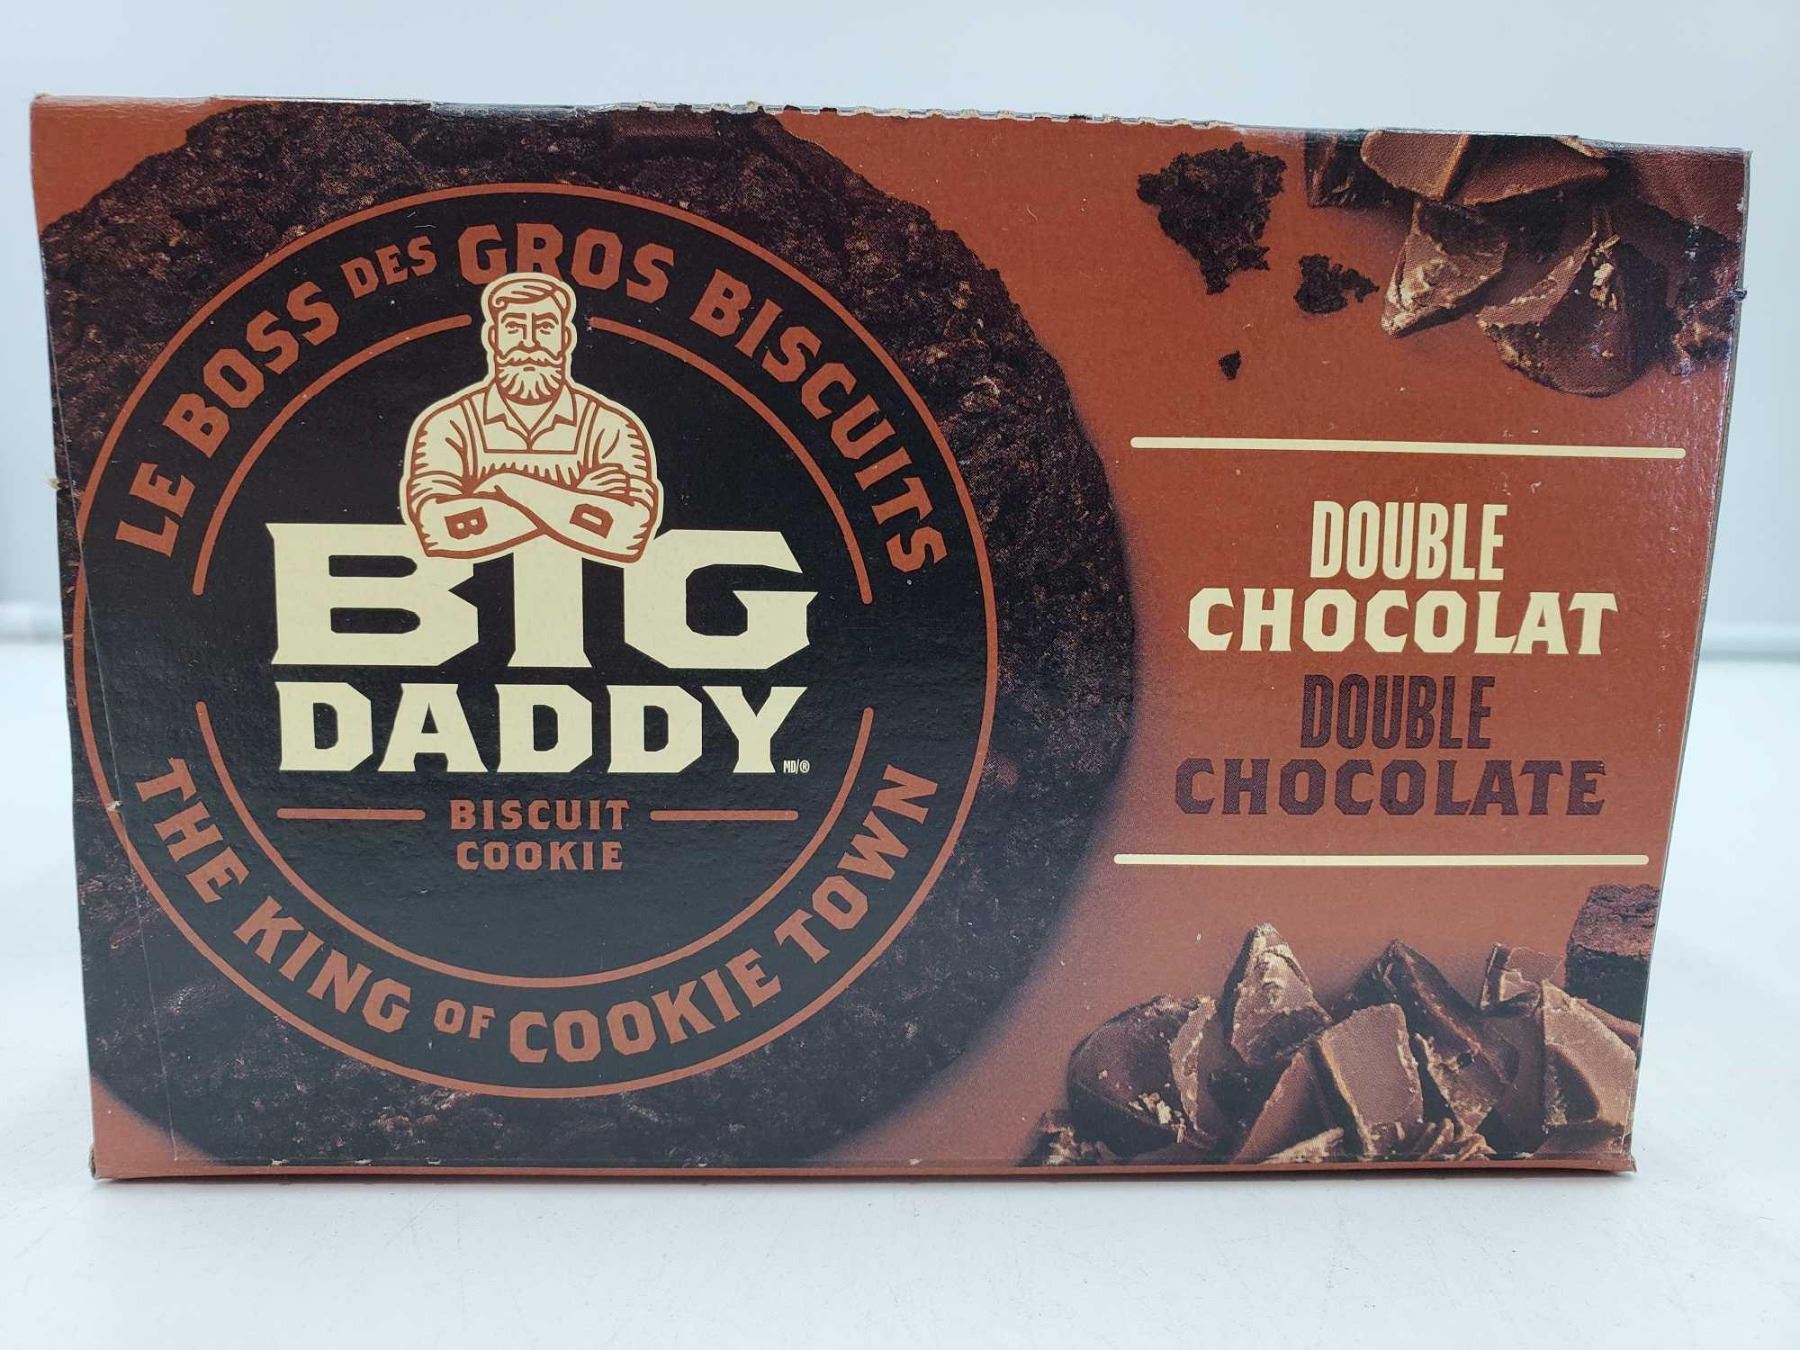 LE BOSS DES GROS BISCUITS
B D
BIG
DADDY MD/®
BISCUIT
COOKIE
THE KING OF COOKIE TOWN
DOUBLE
CHOCOLAT
DOUBLE
CHOCOLATE